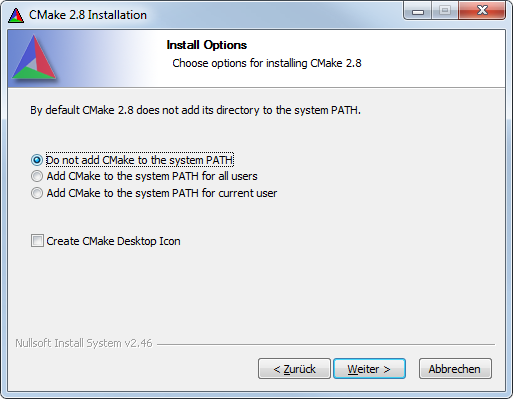 CMake 2.8 Installation
Install Options
Choose options for installing CMake 2.8
By default CMake 2.8 does not add its directory to the system PATH.
Do not add CMake to the system PATH
Add CMake to the system PATH for all users
Add CMake to the system PATH for current user
Create CMake Desktop Icon
Nullsoft Install System v2.46
< Zurück Weiter > Abbrechen